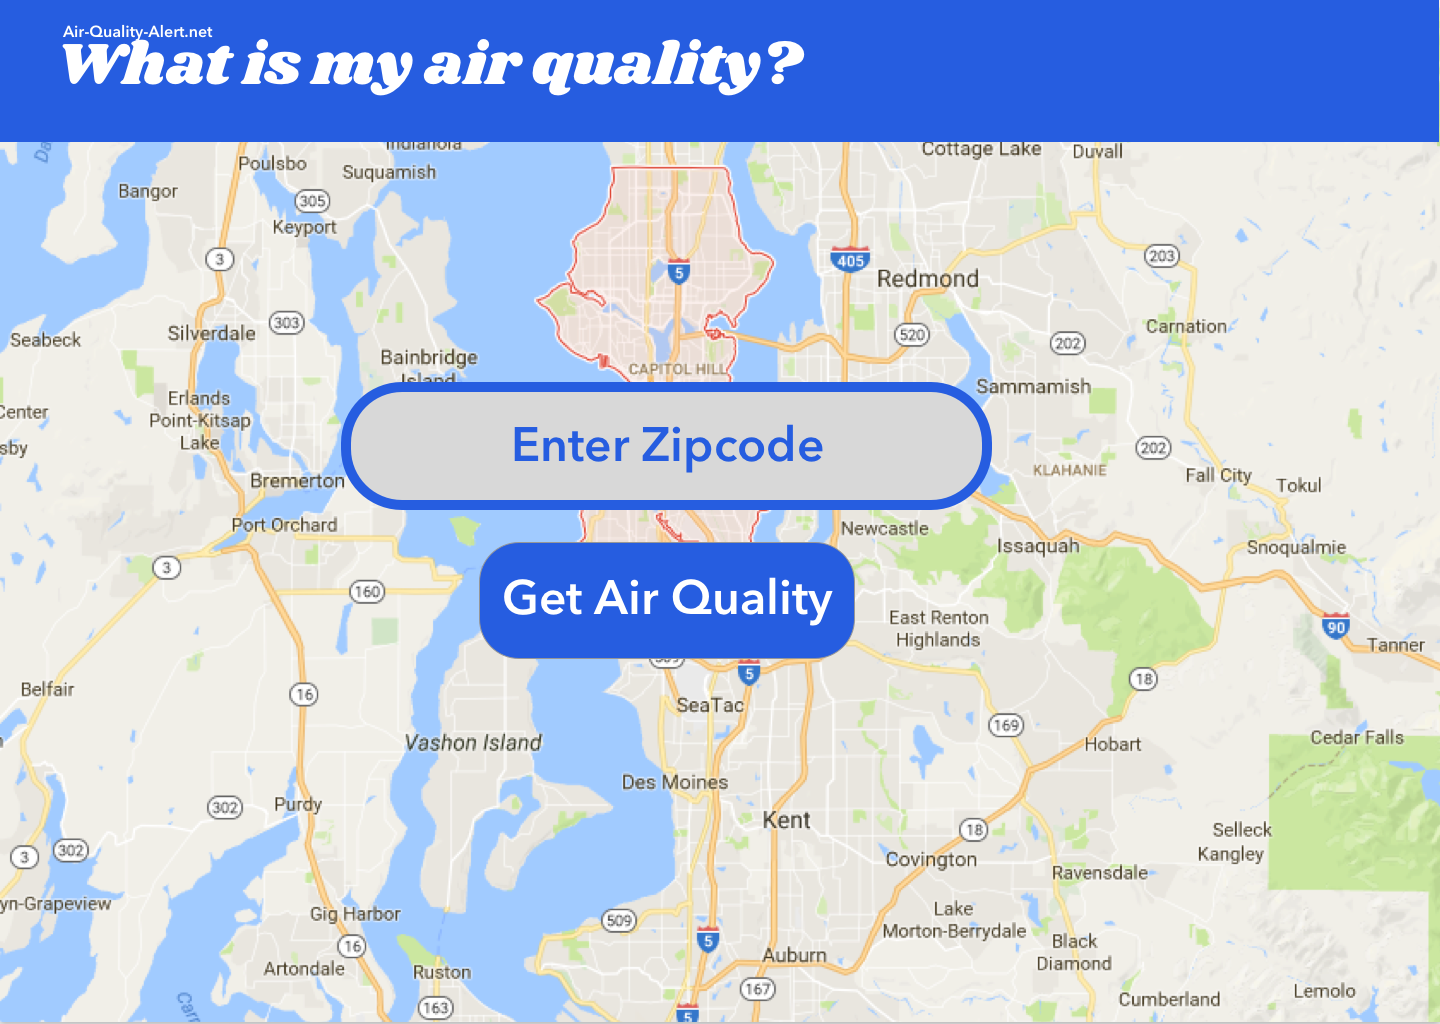 Air-Quality-Alert.net
What is my air quality?
Indianola
Cottage Lake
Duvall
Poulsbo
Suquamish
Bangor
305
Keyport
3
5
405
203
Redmond
Seabeck
Silverdale
303
520
202
Carnation
Bainbridge
Island
CAPITOL HILL
Sammamish
Center
Erlands
Point-Kitsap
Lake
sby
Enter Zipcode
202
KLAHANIE
Fall City
Tokul
Bremerton
Port Orchard
Newcastle
Issaquah
Snoqualmie
3
160
Get Air Quality
East Renton
Highlands
90
Tanner
509
5
18
Belfair
16
SeaTac
169
Vashon Island
Hobart
Cedar Falls
Des Moines
302
Purdy
Kent
18
Selleck
Kangley
3
302
Covington
Ravensdale
yn-Grapeview
Gig Harbor
509
Lake
Morton-Berrydale
16
5
Black
Diamond
Artondale
Ruston
Auburn
167
163
5
Cumberland
Lemolo